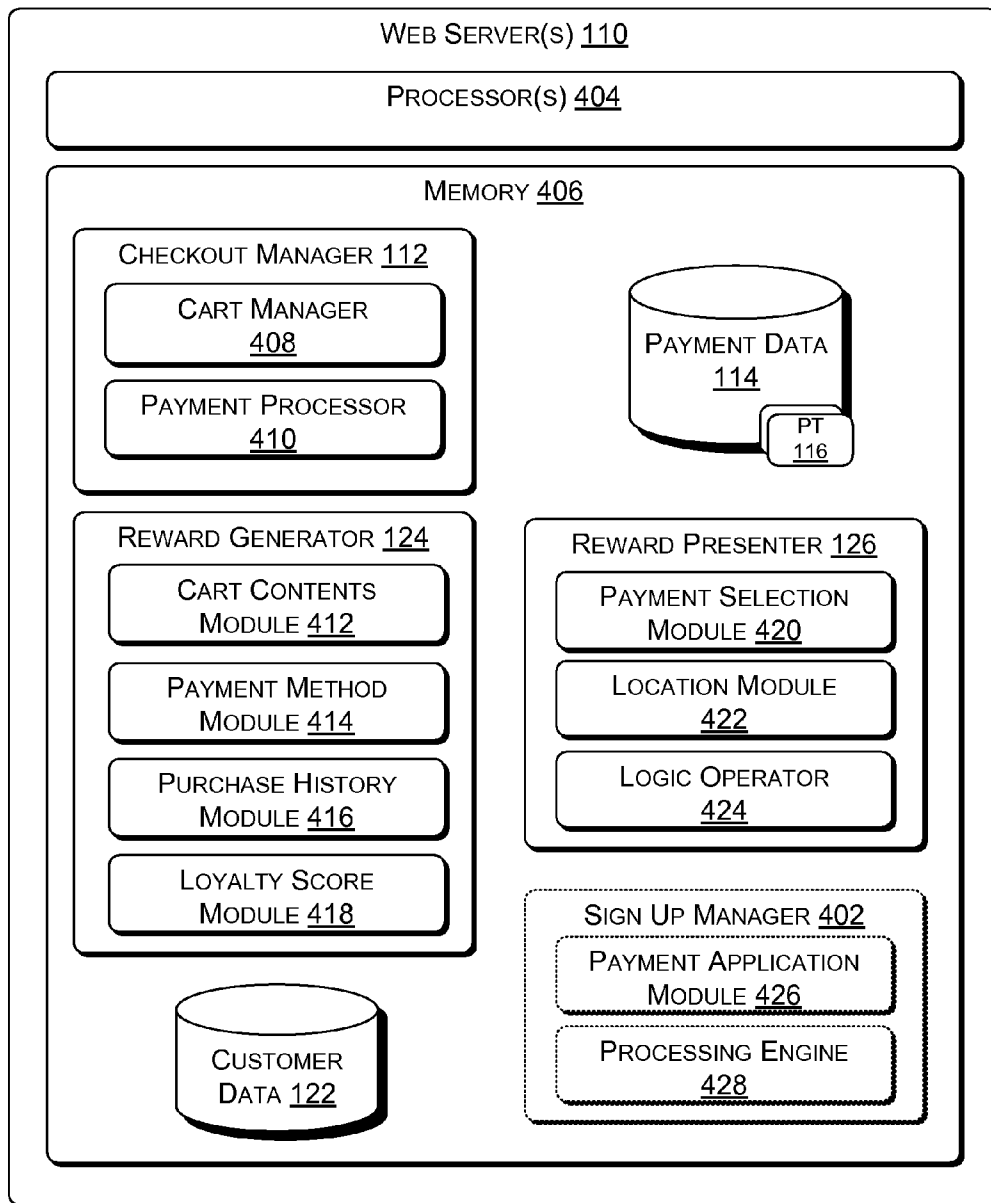 WEB SERVER(S) 110
PROCESSOR(S) 404
MEMORY 406
CHECKOUT MANAGER 112
CART MANAGER
408
PAYMENT PROCESSOR
410
PAYMENT DATA
114
PT
116
REWARD GENERATOR 124
CART CONTENTS
MODULE 412
PAYMENT METHOD
MODULE 414
PURCHASE HISTORY
MODULE 416
LOYALTY SCORE
MODULE 418
REWARD PRESENTER 126
PAYMENT SELECTION
MODULE 420
LOCATION MODULE
422
LOGIC OPERATOR
424
CUSTOMER
DATA 122
SIGN UP MANAGER 402
PAYMENT APPLICATION
MODULE 426
PROCESSING ENGINE
428